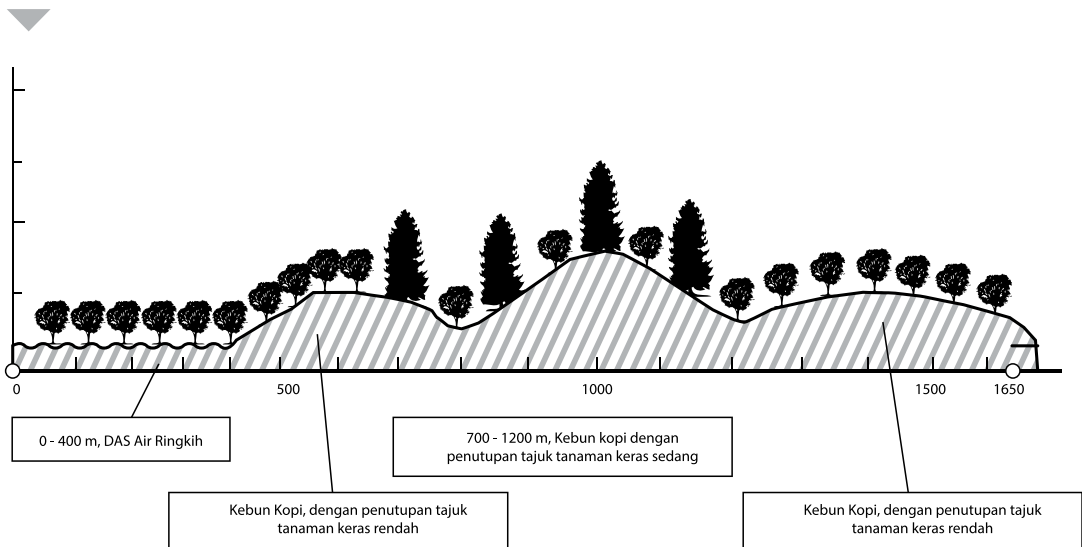 0
500
1000
1500
1650
0 - 400 m, DAS Air Ringkih
700 - 1200 m, Kebun kopi dengan
penutupan tajuk tanaman keras sedang
Kebun Kopi, dengan penutupan tajuk
tanaman keras rendah
Kebun Kopi, dengan penutupan tajuk
tanaman keras rendah